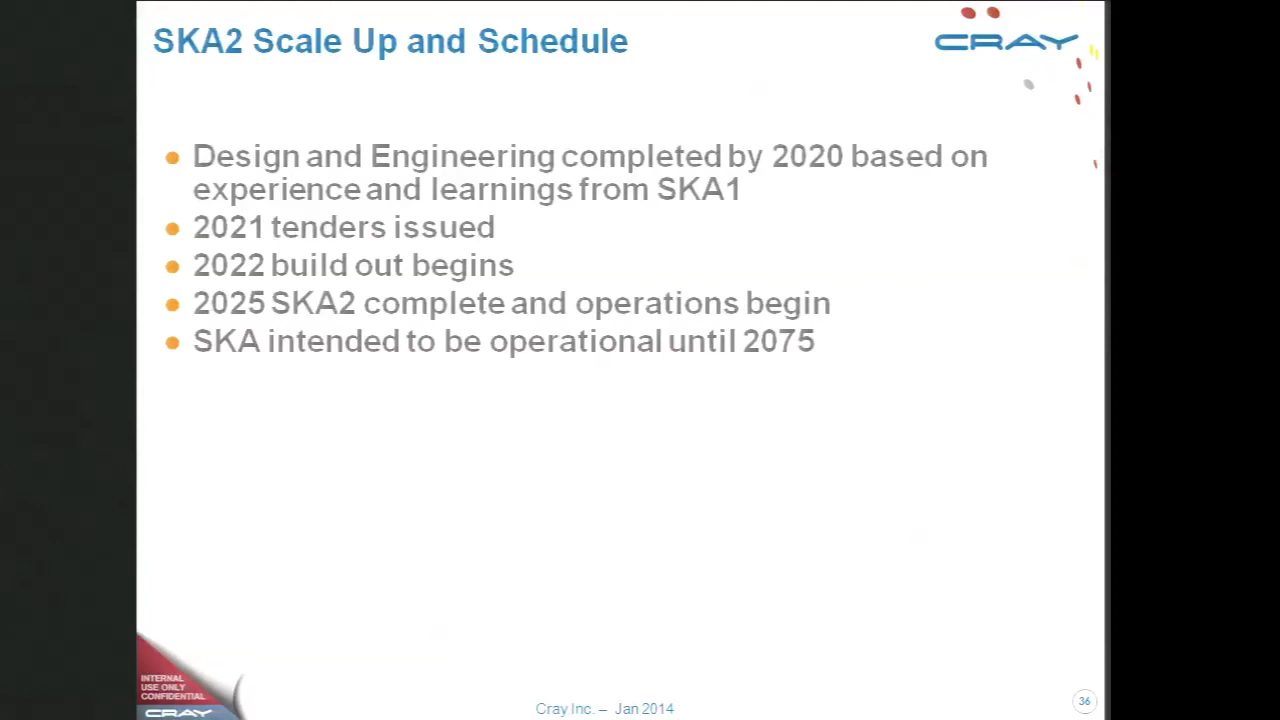 SKA2 Scale Up and Schedule
CRAY
Design and Engineering completed by 2020 based on
experience and learnings from SKA1
2021 tenders issued
2022 build out begins
2025 SKA2 complete and operations begin
SKA intended to be operational until 2075
INTERNAL
USE ONLY
CONFIDENTIAL
CRAY
Cray Inc. – Jan 2014
36